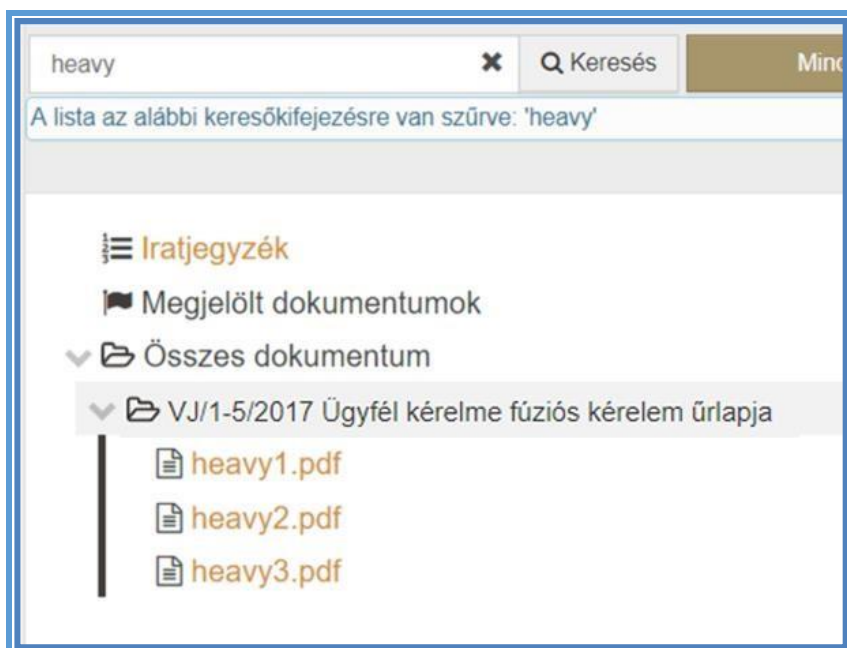 heavy ✖ Keresés Mind
A lista az alábbi keresőkifejezésre van szűrve: 'heavy'
Iratjegyzék
Megjelölt dokumentumok
Összes dokumentum
VJ/1-5/2017 Ügyfél kérelme fúziós kérelem űrlapja
heavy1.pdf
heavy2.pdf
heavy3.pdf